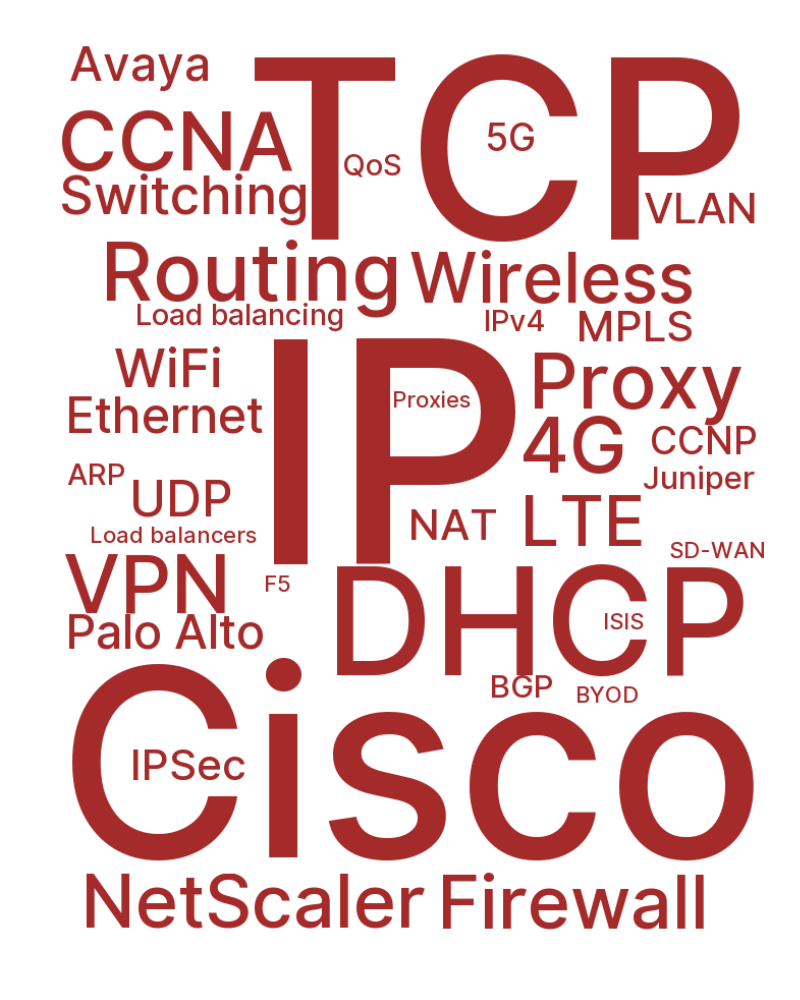 Avaya
TCP
CCNA
5G
QoS
Switching
VLAN
Routing
Wireless
Load balancing
IPv4
MPLS
WiFi
IP
Proxy
Proxies
Ethernet
4G
CCNP
ARP
Juniper
UDP
NAT
LTE
Load balancers
SD-WAN
VPN
F5
DHCP
ISIS
Palo Alto
BGP
BYOD
Cisco
IPSec
NetScaler
Firewall